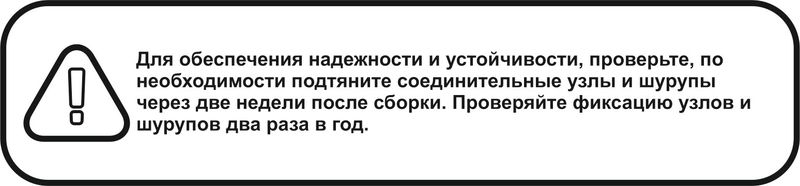 Для обеспечения надежности и устойчивости, проверьте, по
необходимости подтяните соединительные узлы и шурупы
через две недели после сборки. Проверяйте фиксацию узлов и
шурупов два раза в год.